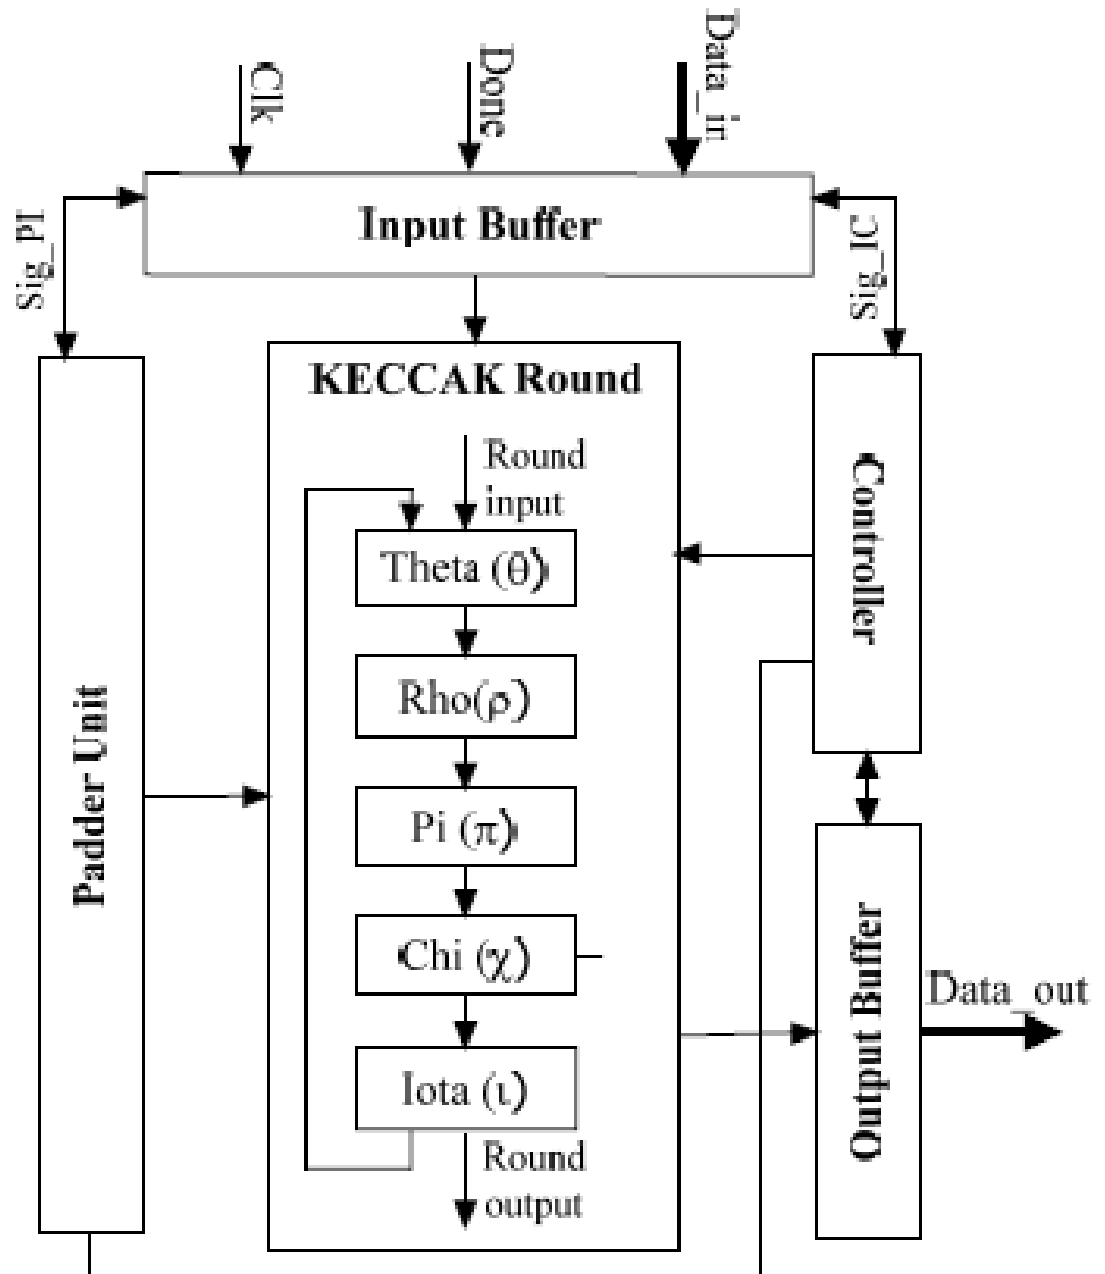 Clk
Done
Data_in
Input Buffer
Sig_PI
Sig_IC
KECCAK Round
Round
input
Theta (θ)
Rho(ρ)
Pi (π)
Chi (χ)
Iota (ι)
Round
output
Padder Unit
Controller
Output Buffer
Data_out